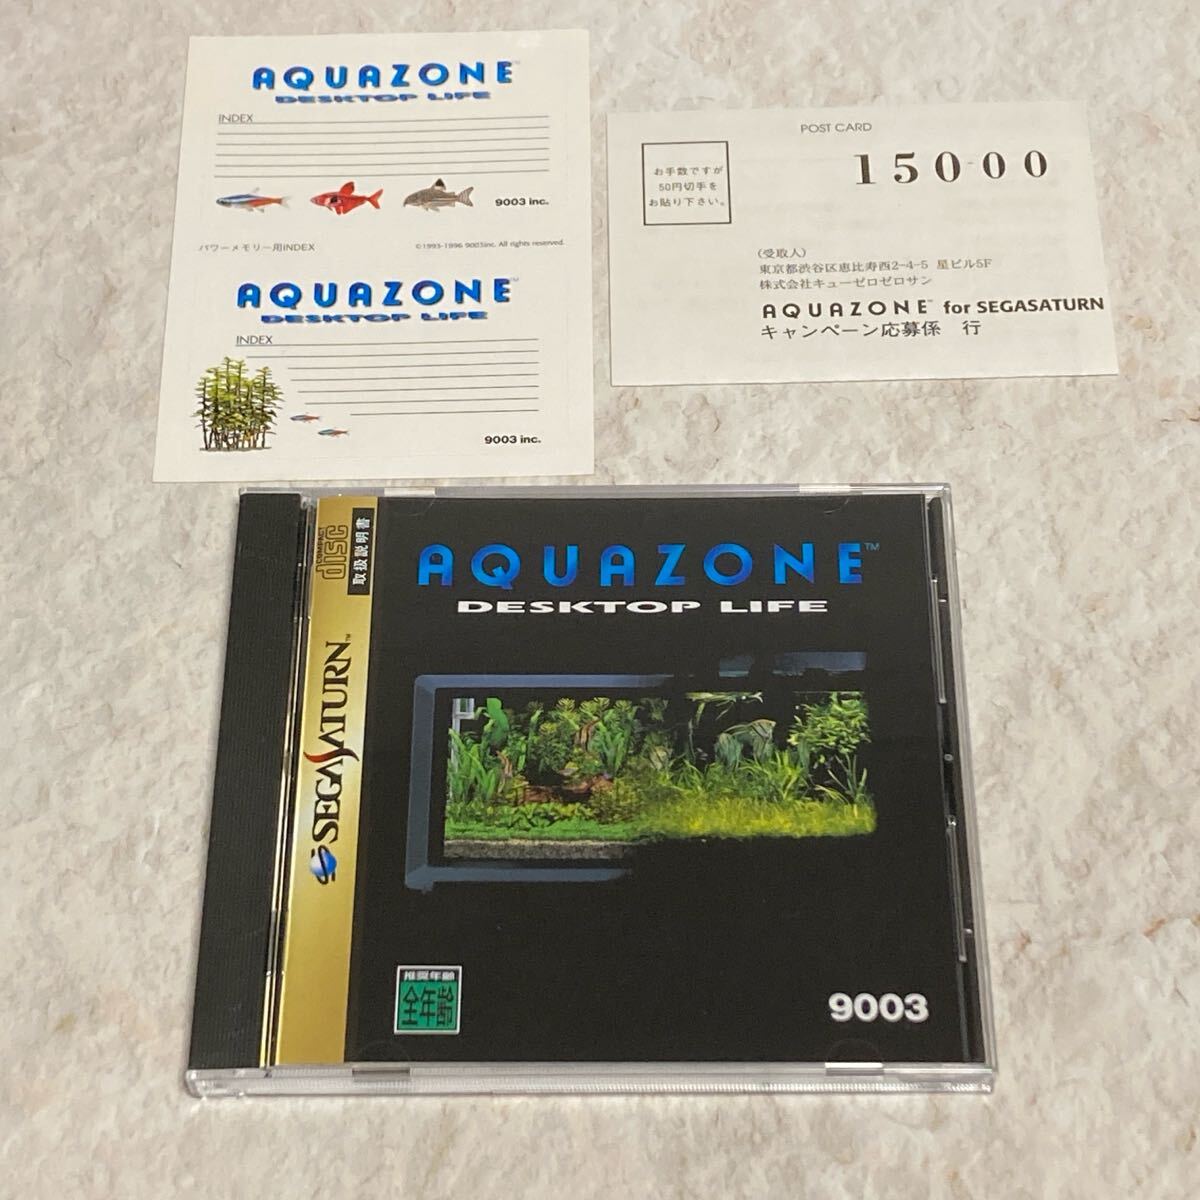 AQUAZONE™
DESKTOP LIFE
INDEX
9003 inc.
パワーメモリー用INDEX
©1993-1996 9003inc. All rights reserved.
AQUAZONE™
DESKTOP LIFE
INDEX
9003 inc.
POST CARD
お手数ですが
50円切手を
お貼り下さい。
150-00
(受取人)
東京都渋谷区恵比寿西2-4-5 星ビル5F
株式会社キューゼロゼロサン
AQUAZONE™ for SEGASATURN
キャンペーン応募係 行
COMPACT
disc
取扱説明書
SEGASATURN™
AQUAZONE™
DESKTOP LIFE
推奨年齢
全年齢
9003